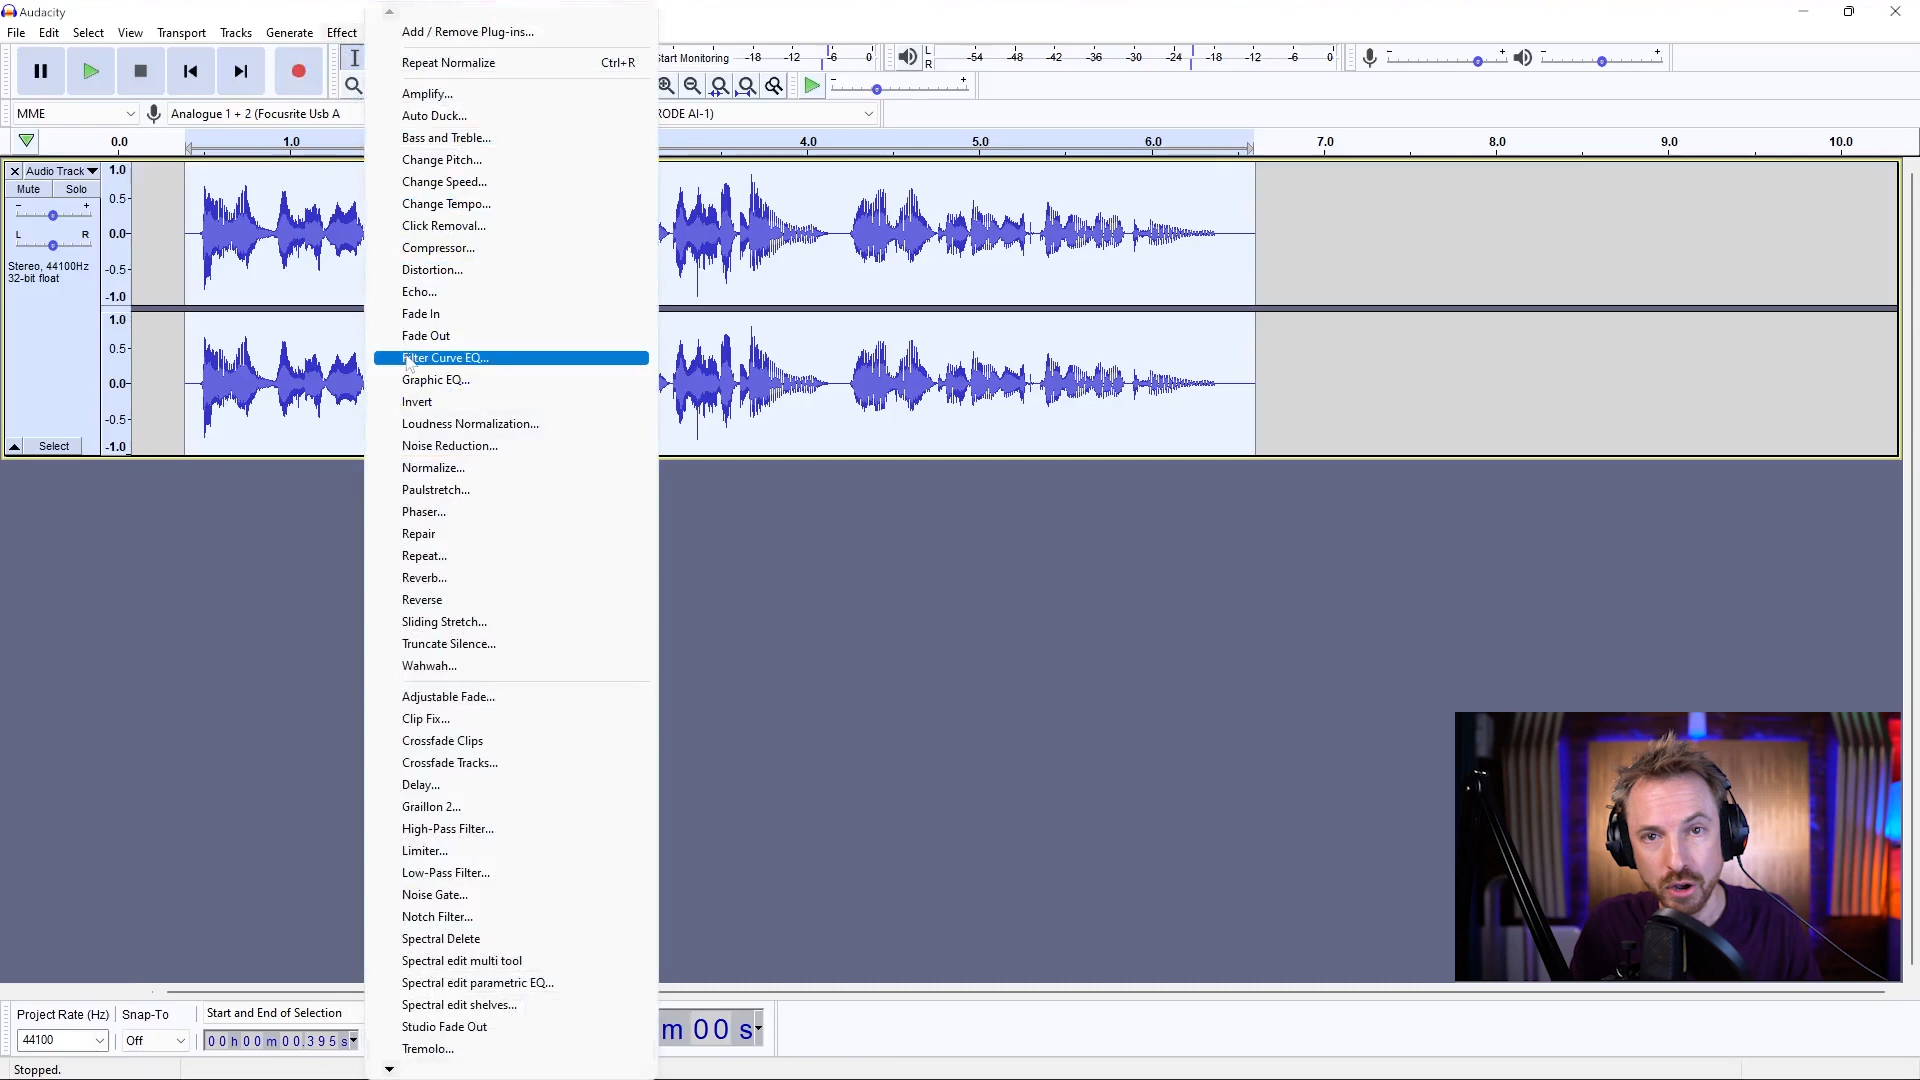 Audacity
File Edit Select View Transport Tracks Generate Effect
Add / Remove Plug-ins...
Repeat Normalize Ctrl+R
Amplify...
Auto Duck...
Bass and Treble...
Change Pitch...
Change Speed...
Change Tempo...
Click Removal...
Compressor...
Distortion...
Echo...
Fade In
Fade Out
Filter Curve EQ...
Graphic EQ...
Invert
Loudness Normalization...
Noise Reduction...
Normalize...
Paulstretch...
Phaser...
Repair
Repeat...
Reverb...
Reverse
Sliding Stretch...
Truncate Silence...
Wahwah...
Adjustable Fade...
Clip Fix...
Crossfade Clips
Crossfade Tracks...
Delay...
Graillon 2...
High-Pass Filter...
Limiter...
Low-Pass Filter...
Noise Gate...
Notch Filter...
Spectral Delete
Spectral edit multi tool
Spectral edit parametric EQ...
Spectral edit shelves...
Studio Fade Out
Tremolo...
Start Monitoring -18 -12 -6 0
L
R
-54 -48 -42 -36 -30 -24 -18 -12 -6 0
- +
- +
- +
MME Analogue 1 + 2 (Focusrite Usb A RODE AI-1)
0.0 1.0 4.0 5.0 6.0 7.0 8.0 9.0 10.0
Audio Track
Mute Solo
- +
L R
Stereo, 44100Hz
32-bit float
Select
1.0
0.5-
0.0-
-0.5-
-1.0
1.0
0.5-
0.0-
-0.5-
-1.0
Project Rate (Hz) Snap-To Start and End of Selection
44100 Off 00h00m00.395s
m 00 s
Stopped.